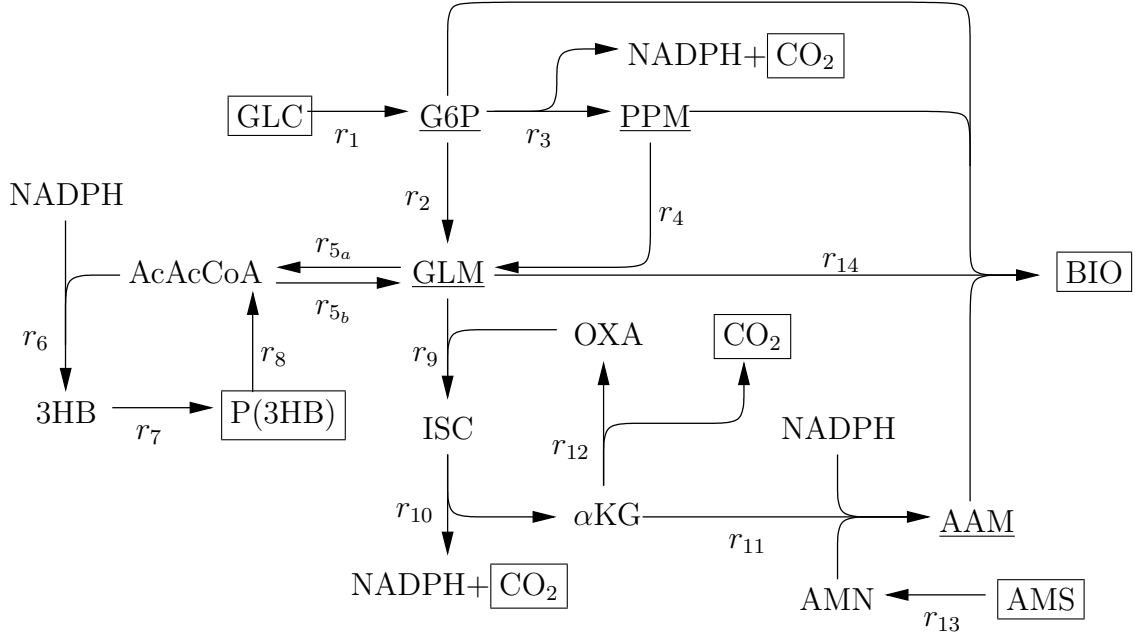 NADPH+CO₂
GLC r₁ G6P r₃ PPM
NADPH r₂ r₄
AcAcCoA r₅ₐ GLM r₁₄ BIO
r₅b
r₆ r₈ r₉ OXA CO₂
3HB r₇ P(3HB) ISC r₁₂ NADPH
r₁₀ αKG r₁₁ AAM
NADPH+CO₂ AMN r₁₃ AMS